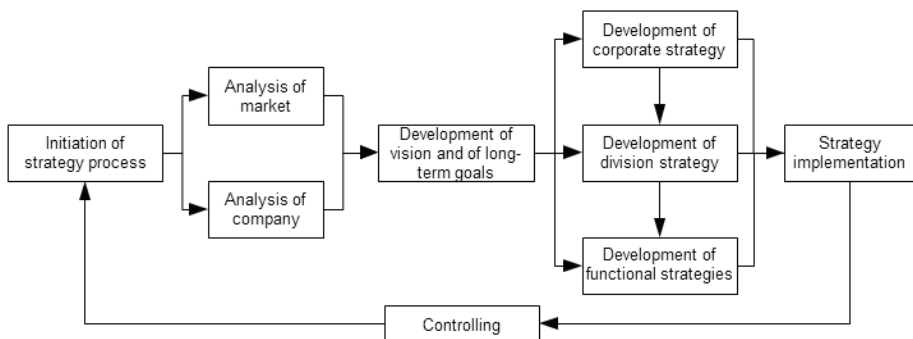 Initiation of
strategy process
Analysis of
market
Analysis of
company
Development of
vision and of long-
term goals
Development of
corporate strategy
Development of
division strategy
Development of
functional strategies
Strategy
implementation
Controlling